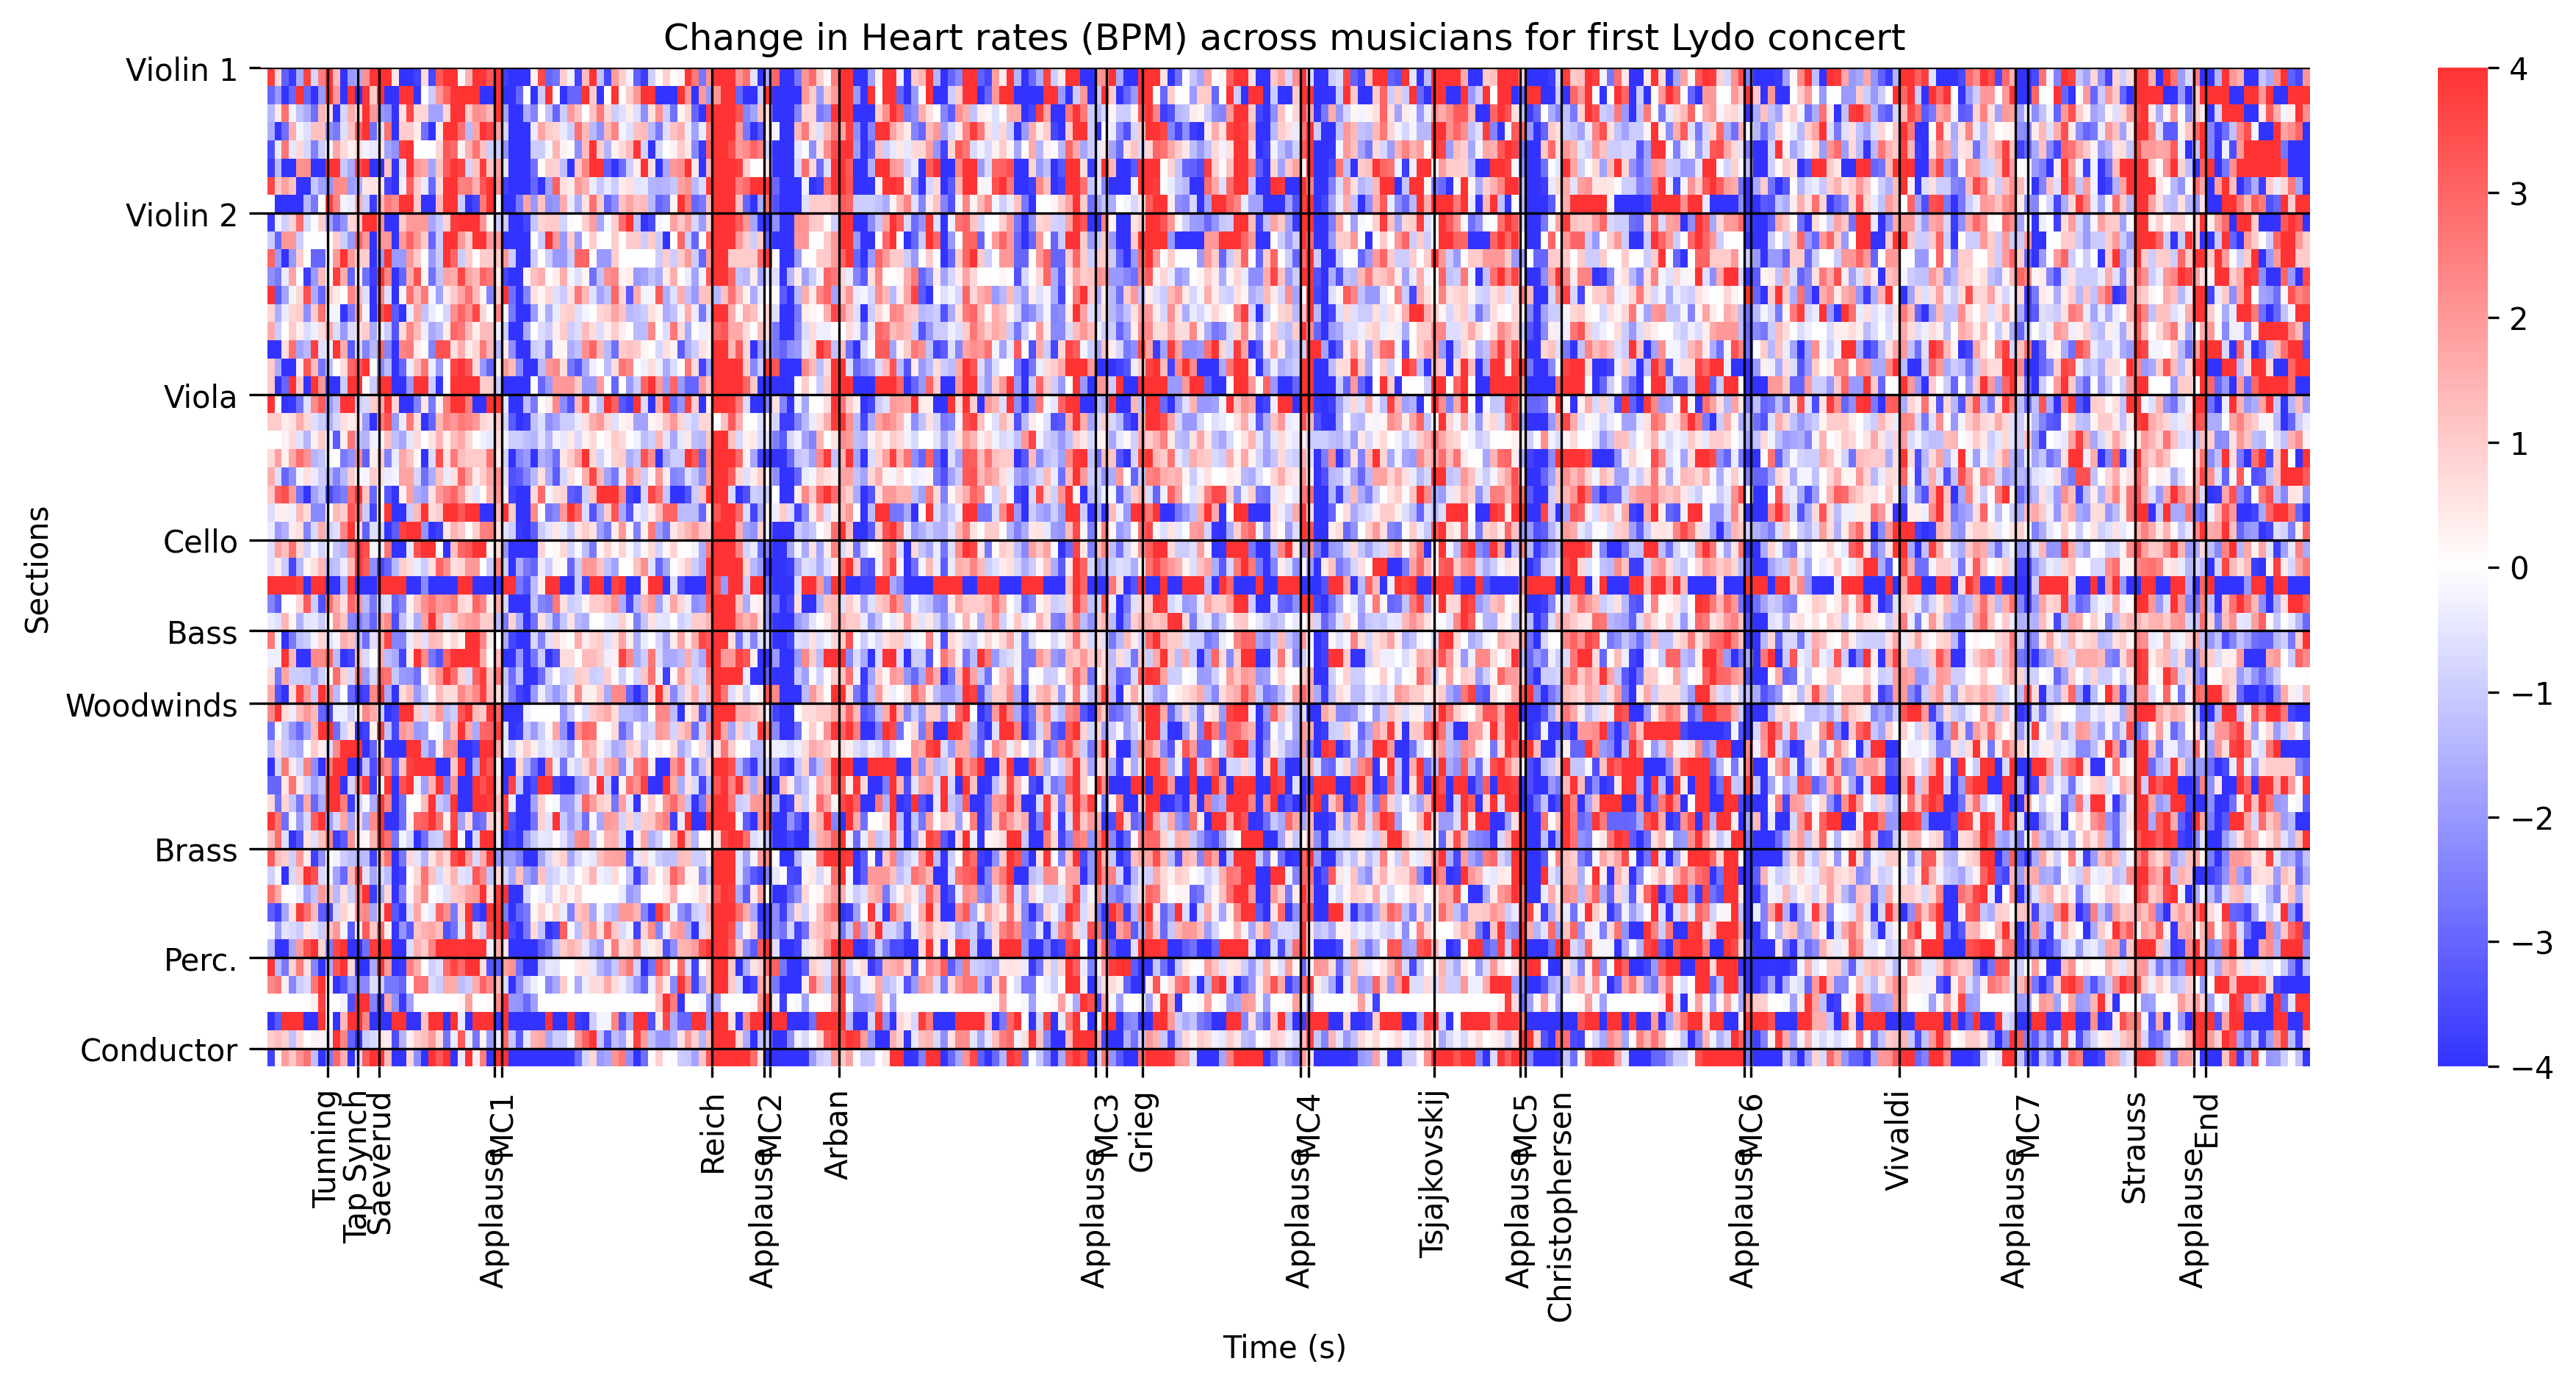 Change in Heart rates (BPM) across musicians for first Lydo concert
Sections
Violin 1
Violin 2
Viola
Cello
Bass
Woodwinds
Brass
Perc.
Conductor
Tunning
Tap Synch
Saeverud
Applause
MC1
Reich
Applause
MC2
Arban
Applause
MC3
Grieg
Applause
MC4
Tsjajkovskij
Applause
MC5
Christophersen
Applause
MC6
Vivaldi
Applause
MC7
Strauss
Applause
End
Time (s)
4
3
2
1
0
−1
−2
−3
−4